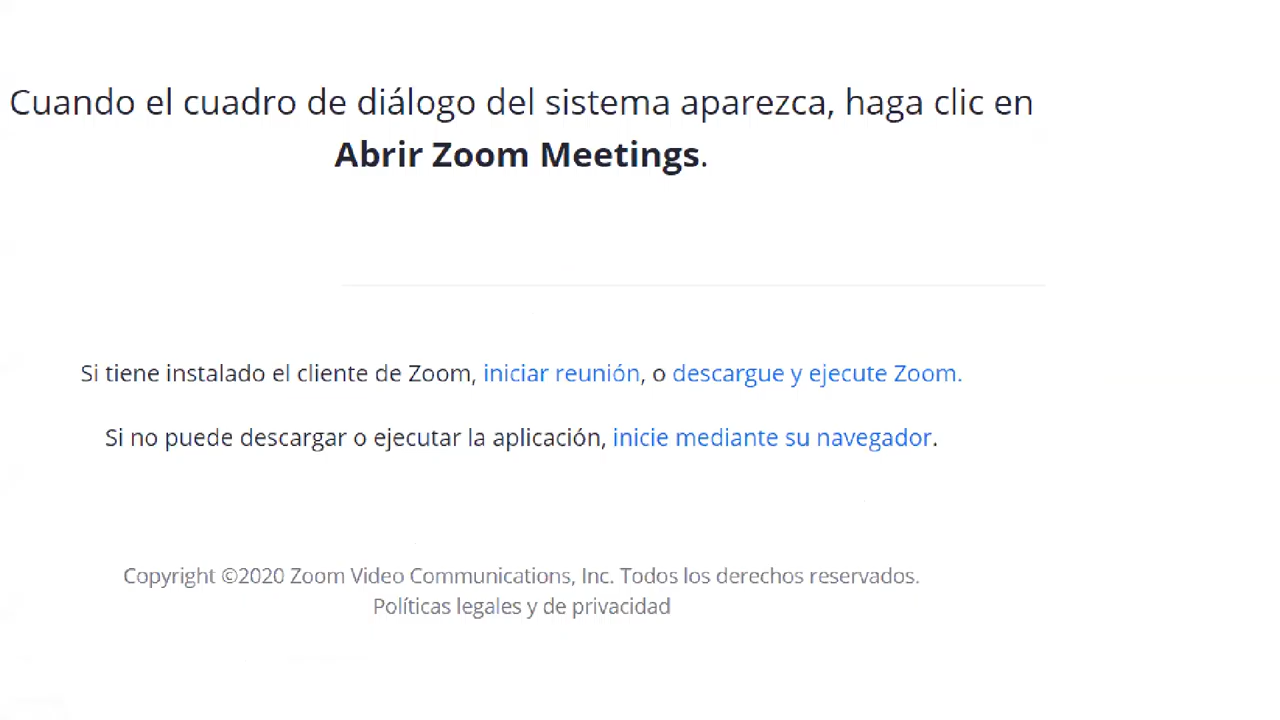 Cuando el cuadro de diálogo del sistema aparezca, haga clic en
Abrir Zoom Meetings.
Si tiene instalado el cliente de Zoom, iniciar reunión, o descargue y ejecute Zoom.
Si no puede descargar o ejecutar la aplicación, inicie mediante su navegador.
Copyright ©2020 Zoom Video Communications, Inc. Todos los derechos reservados.
Políticas legales y de privacidad